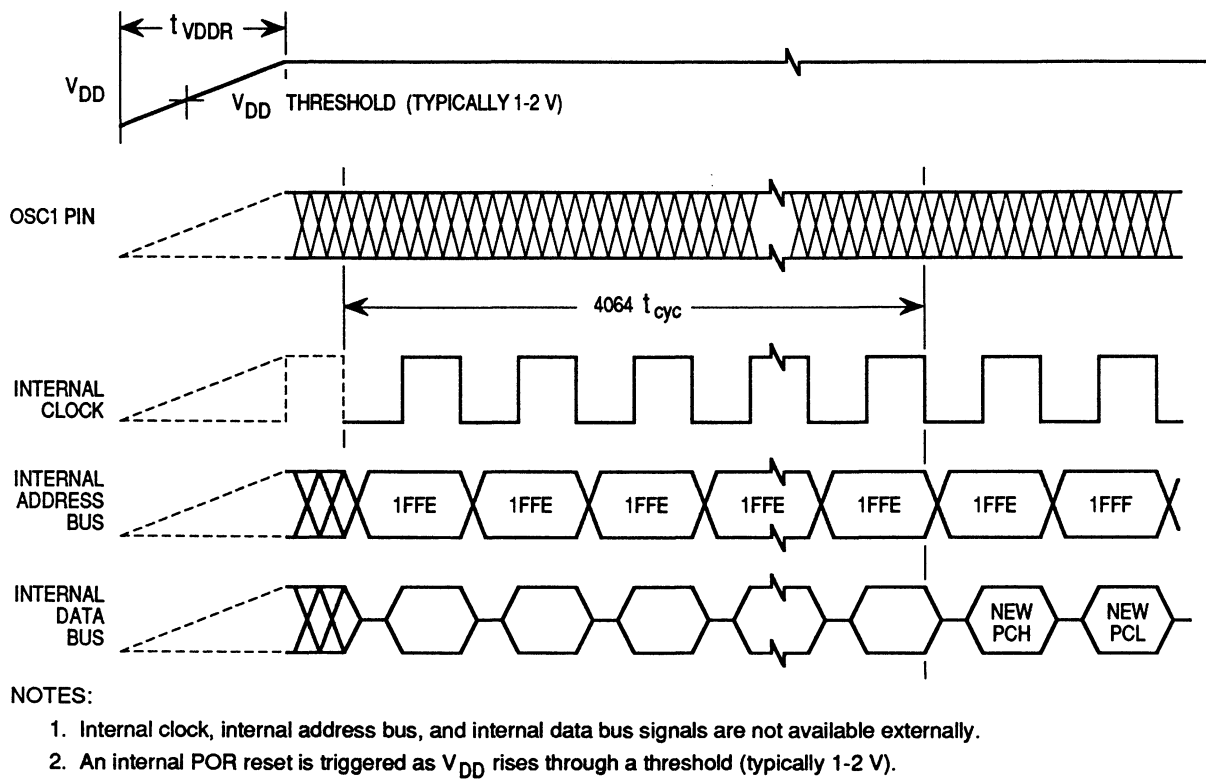 t VDDR
VDD
VDD THRESHOLD (TYPICALLY 1-2 V)
OSC1 PIN
4064 tcyc
INTERNAL
CLOCK
INTERNAL
ADDRESS
BUS
1FFE 1FFE 1FFE 1FFE 1FFE 1FFE 1FFF
INTERNAL
DATA
BUS
NEW
PCH
NEW
PCL
NOTES:
1. Internal clock, internal address bus, and internal data bus signals are not available externally.
2. An internal POR reset is triggered as VDD rises through a threshold (typically 1-2 V).